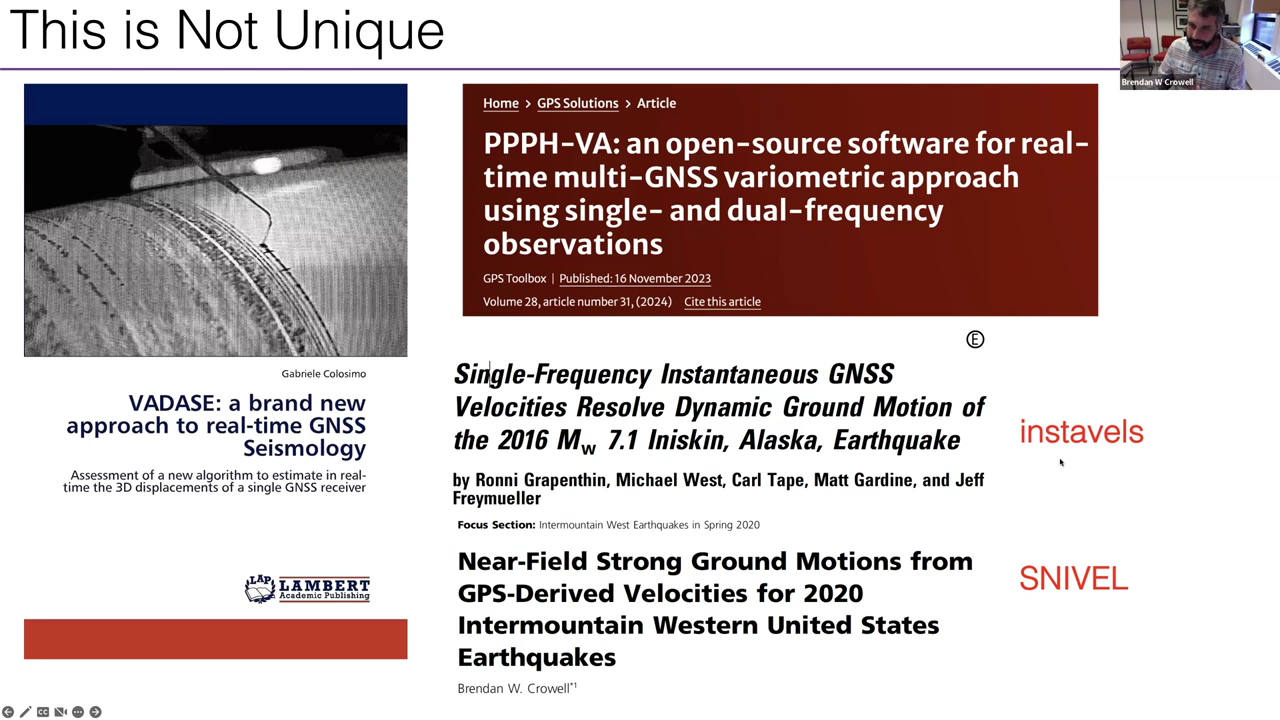 This is Not Unique
Brendan W Crowell
Home > GPS Solutions > Article
PPPH-VA: an open-source software for real-
time multi-GNSS variometric approach
using single- and dual-frequency
observations
GPS Toolbox | Published: 16 November 2023
Volume 28, article number 31, (2024) Cite this article
Gabriele Colosimo
VADASE: a brand new
approach to real-time GNSS
Seismology
Assessment of a new algorithm to estimate in real-
time the 3D displacements of a single GNSS receiver
LAP LAMBERT
Academic Publishing
E
Single-Frequency Instantaneous GNSS
Velocities Resolve Dynamic Ground Motion of
the 2016 Mw 7.1 Iniskin, Alaska, Earthquake
by Ronni Grapenthin, Michael West, Carl Tape, Matt Gardine, and Jeff
Freymueller
instavels
Focus Section: Intermountain West Earthquakes in Spring 2020
Near-Field Strong Ground Motions from
GPS-Derived Velocities for 2020
Intermountain Western United States
Earthquakes
Brendan W. Crowell*1
SNIVEL
CC